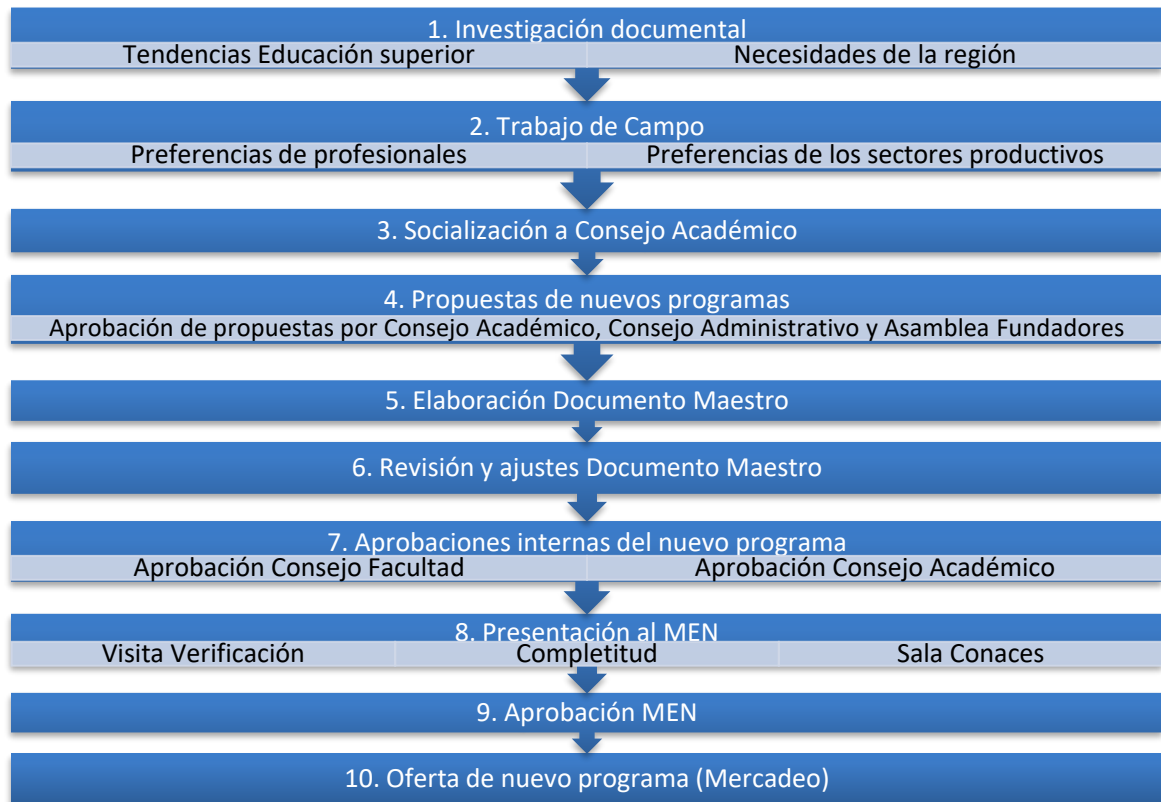 1. Investigación documental
Tendencias Educación superior
Necesidades de la región
2. Trabajo de Campo
Preferencias de profesionales
Preferencias de los sectores productivos
3. Socialización a Consejo Académico
4. Propuestas de nuevos programas
Aprobación de propuestas por Consejo Académico, Consejo Administrativo y Asamblea Fundadores
5. Elaboración Documento Maestro
6. Revisión y ajustes Documento Maestro
7. Aprobaciones internas del nuevo programa
Aprobación Consejo Facultad
Aprobación Consejo Académico
8. Presentación al MEN
Visita Verificación
Completitud
Sala Conaces
9. Aprobación MEN
10. Oferta de nuevo programa (Mercadeo)